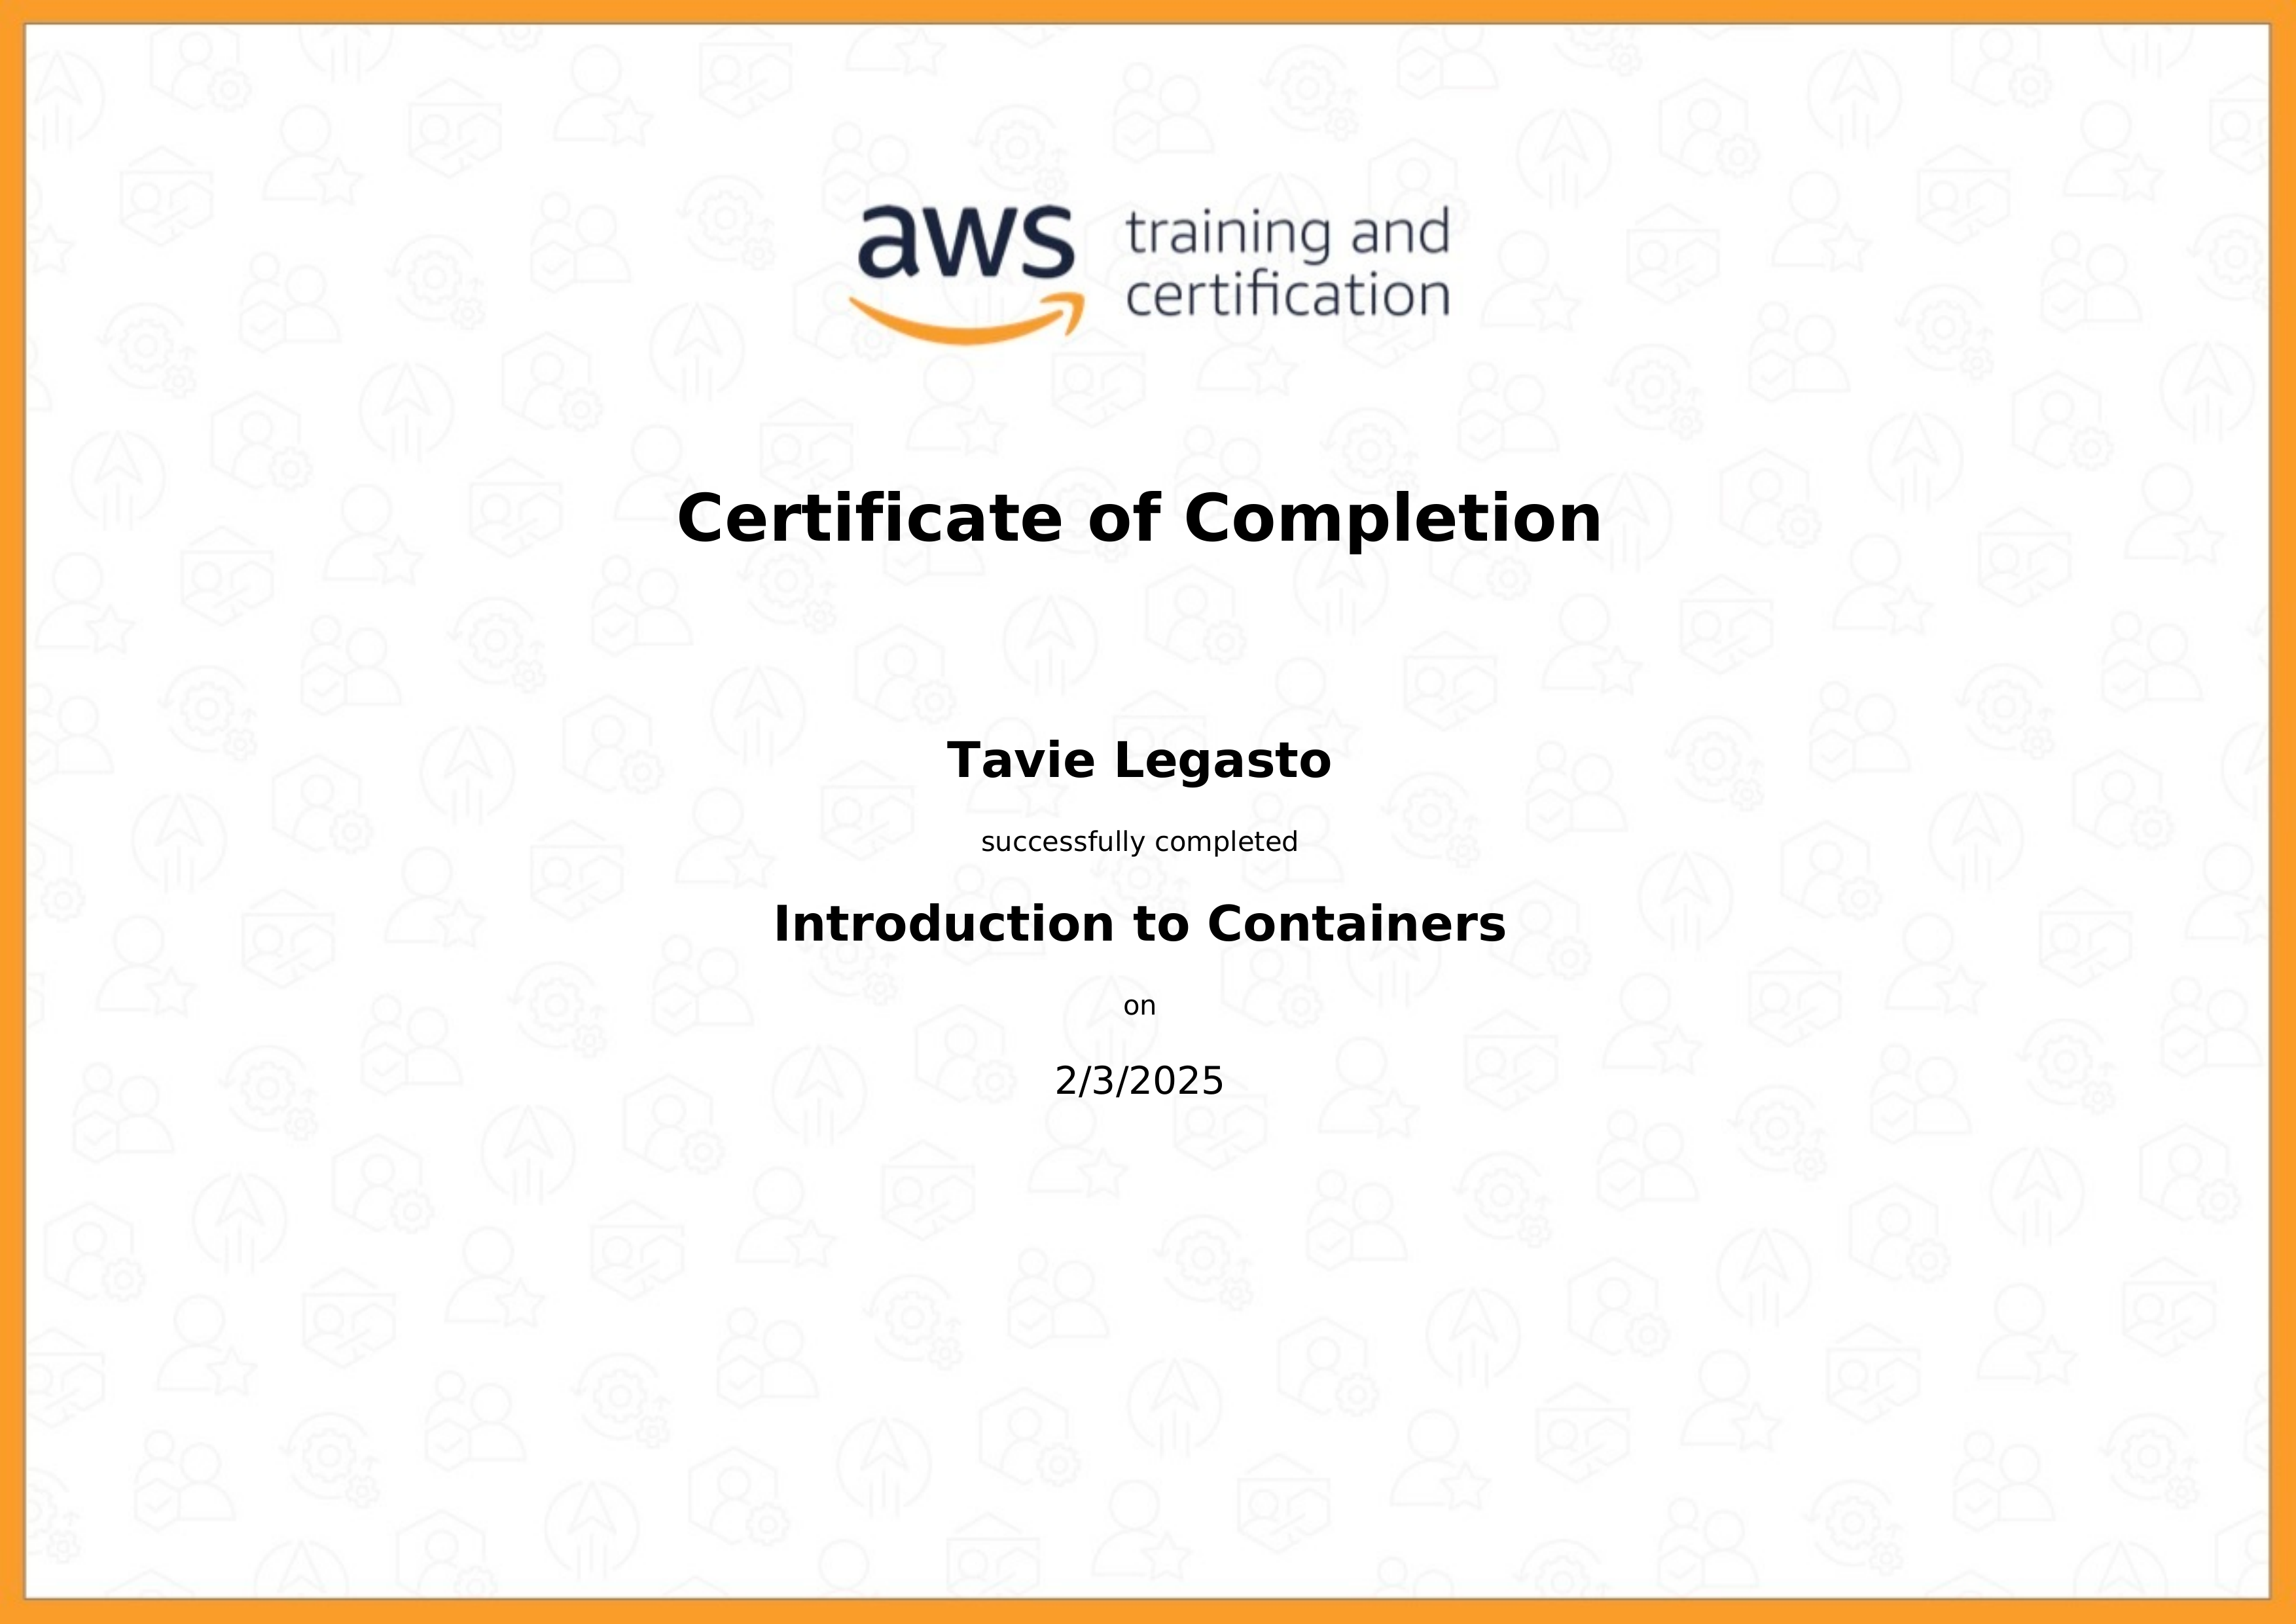 aws training and
certification
Certificate of Completion
Tavie Legasto
successfully completed
Introduction to Containers
on
2/3/2025